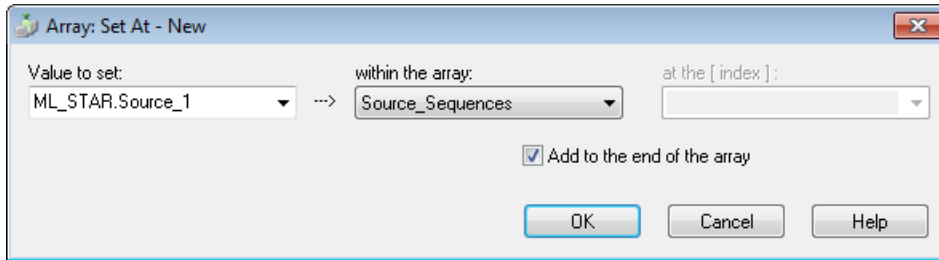 Array: Set At - New
Value to set:
within the array:
at the [ index ] :
ML_STAR.Source_1
--->
Source_Sequences
Add to the end of the array
OK
Cancel
Help